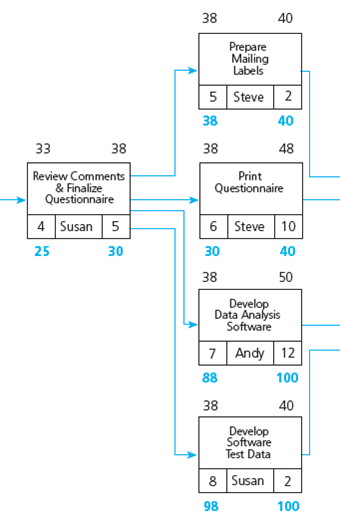 38 40
Prepare
Mailing
Labels
5 Steve 2
38 40
33 38
Review Comments
& Finalize
Questionnaire
4 Susan 5
25 30
38 48
Print
Questionnaire
6 Steve 10
30 40
38 50
Develop
Data Analysis
Software
7 Andy 12
88 100
38 40
Develop
Software
Test Data
8 Susan 2
98 100